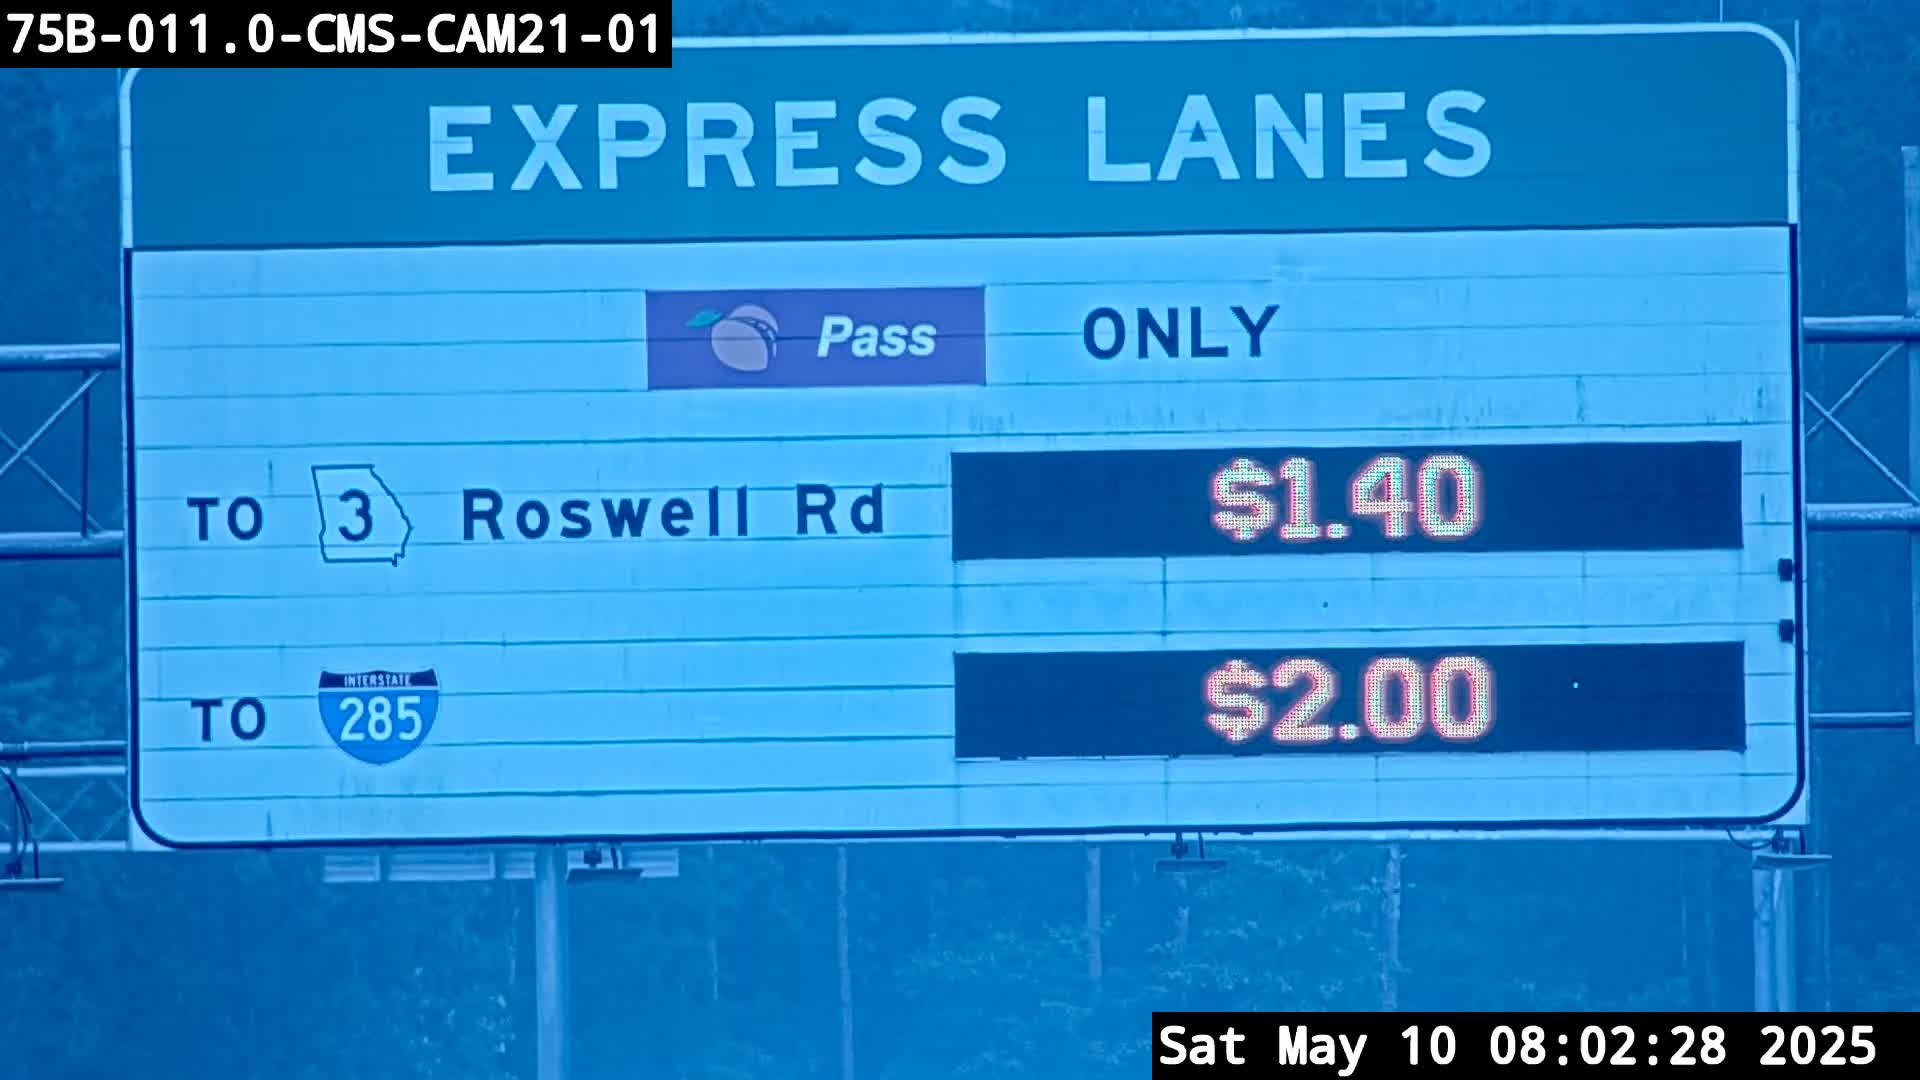 75B-011.0-CMS-CAM21-01
EXPRESS LANES
Pass ONLY
TO 3 Roswell Rd $1.40
TO INTERSTATE 285 $2.00
Sat May 10 08:02:28 2025